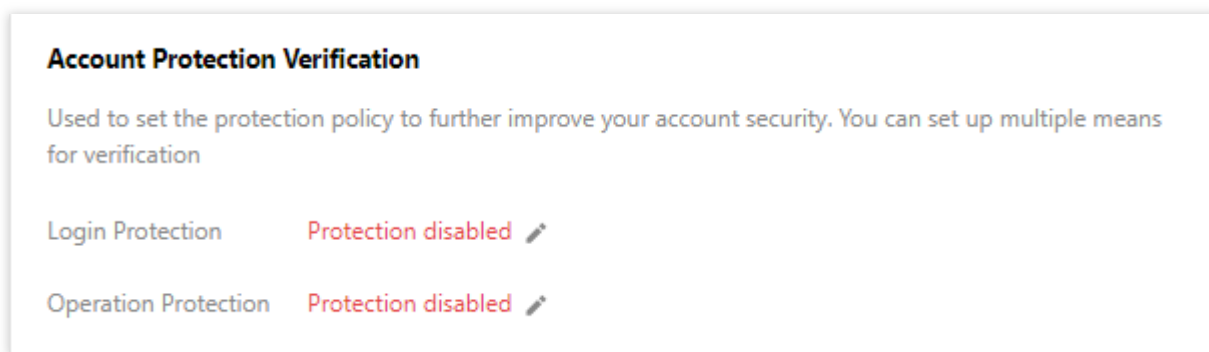 Account Protection Verification
Used to set the protection policy to further improve your account security. You can set up multiple means
for verification
Login Protection Protection disabled
Operation Protection Protection disabled